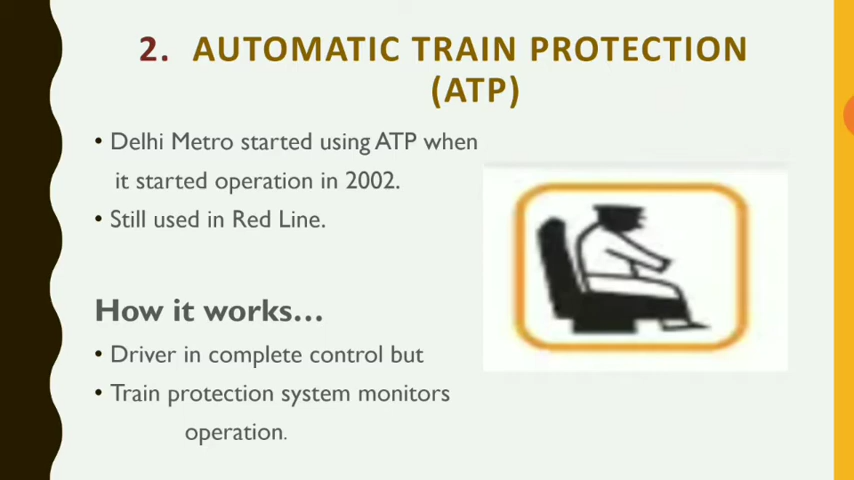 2. AUTOMATIC TRAIN PROTECTION
(ATP)
• Delhi Metro started using ATP when
it started operation in 2002.
• Still used in Red Line.
How it works...
• Driver in complete control but
• Train protection system monitors
operation.